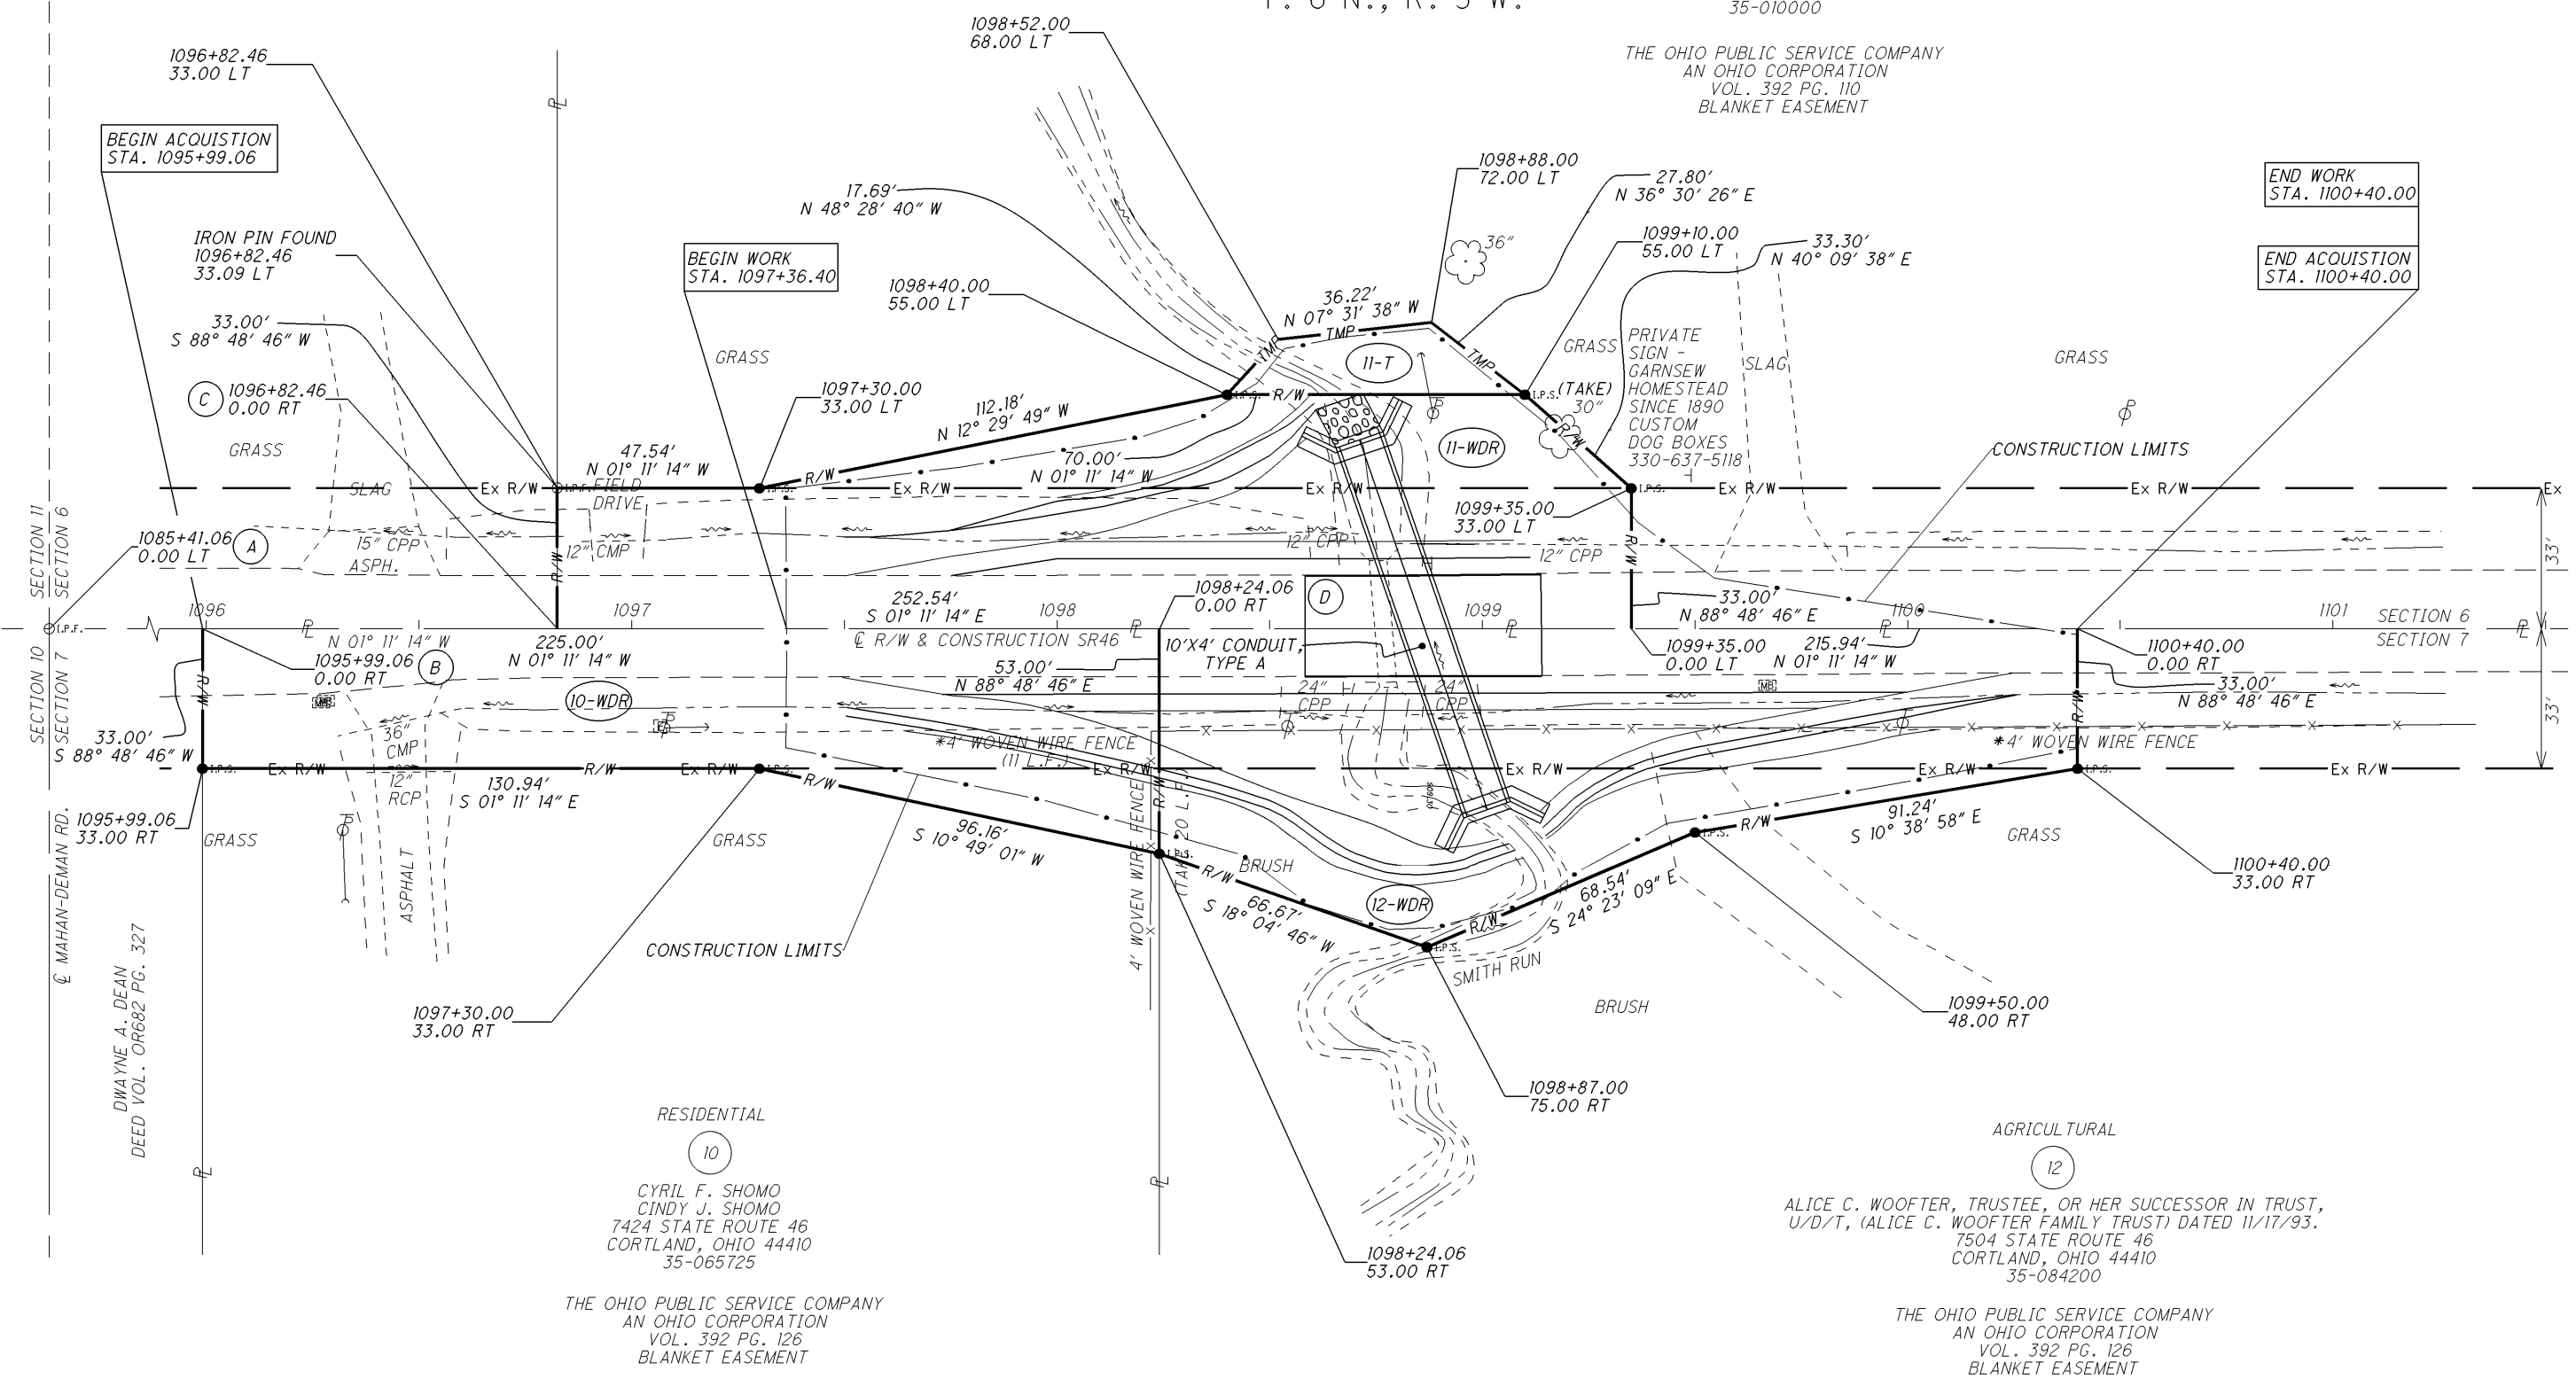 T. 6 N., R. 3 W.
35-010000
THE OHIO PUBLIC SERVICE COMPANY
AN OHIO CORPORATION
VOL. 392 PG. 110
BLANKET EASEMENT
1098+52.00
68.00 LT
1096+82.46
33.00 LT
BEGIN ACQUISTION
STA. 1095+99.06
IRON PIN FOUND
1096+82.46
33.09 LT
33.00'
S 88° 48' 46" W
C
1096+82.46
0.00 RT
17.69'
N 48° 28' 40" W
BEGIN WORK
STA. 1097+36.40
1098+40.00
55.00 LT
1098+88.00
72.00 LT
27.80'
N 36° 30' 26" E
1099+10.00
55.00 LT
33.30'
N 40° 09' 38" E
END WORK
STA. 1100+40.00
END ACQUISTION
STA. 1100+40.00
36"
36.22'
N 07° 31' 38" W
TMP
TMP
TMP
11-T
GRASS
PRIVATE
SIGN -
GARNSEW
HOMESTEAD
SINCE 1890
CUSTOM
DOG BOXES
330-637-5118
(TAKE)
30"
SLAG
GRASS
GRASS
1097+30.00
33.00 LT
112.18'
N 12° 29' 49" W
70.00'
N 01° 11' 14" W
47.54'
N 01° 11' 14" W
I.P.S.
R/W
I.P.S.
R/W
11-WDR
CONSTRUCTION LIMITS
GRASS
SLAG
Ex R/W
I.P.F.
FIELD
DRIVE
I.P.S.
R/W
Ex R/W
Ex R/W
I.P.S.
Ex R/W
Ex R/W
Ex
1099+35.00
33.00 LT
SECTION 11
SECTION 6
1085+41.06
0.00 LT
A
15" CPP
ASPH.
12" CMP
R/W
12" CPP
12" CPP
R/W
33'
1096
1097
1098
1099
1100
1101
252.54'
S 01° 11' 14" E
1098+24.06
0.00 RT
D
33.00'
N 88° 48' 46" E
SECTION 6
SECTION 7
I.P.F.
N 01° 11' 14" W
225.00'
N 01° 11' 14" W
℄ R/W & CONSTRUCTION SR46
10'X4' CONDUIT,
TYPE A
1099+35.00
0.00 LT
215.94'
N 01° 11' 14" W
1100+40.00
0.00 RT
SECTION 10
SECTION 7
1095+99.06
0.00 RT
B
10-WDR
53.00'
N 88° 48' 46" E
24"
CPP
24"
CPP
MB
MB
33.00'
N 88° 48' 46" E
33'
R/W
R/W
33.00'
S 88° 48' 46" W
36"
CMP
12"
RCP
*4' WOVEN WIRE FENCE
(11 L.F.)
*4' WOVEN WIRE FENCE
I.P.S.
Ex R/W
R/W
Ex R/W
I.P.S.
R/W
Ex R/W
Ex R/W
Ex R/W
I.P.S.
Ex R/W
130.94'
S 01° 11' 14" E
1095+99.06
33.00 RT
GRASS
GRASS
96.16'
S 10° 49' 01" W
4' WOVEN WIRE FENCE
(TAKE 20 L.F.)
R/W
I.P.S.
R/W
BRUSH
66.67'
S 18° 04' 46" W
12-WDR
I.P.S.
R/W
68.54'
S 24° 23' 09" E
I.P.S.
R/W
91.24'
S 10° 38' 58" E
GRASS
1100+40.00
33.00 RT
℄ MAHAN-DEMAN RD.
ASPHALT
DWAYNE A. DEAN
DEED VOL. OR682 PG. 327
CONSTRUCTION LIMITS
SMITH RUN
BRUSH
1097+30.00
33.00 RT
1099+50.00
48.00 RT
1098+87.00
75.00 RT
1098+24.06
53.00 RT
RESIDENTIAL
10
CYRIL F. SHOMO
CINDY J. SHOMO
7424 STATE ROUTE 46
CORTLAND, OHIO 44410
35-065725
THE OHIO PUBLIC SERVICE COMPANY
AN OHIO CORPORATION
VOL. 392 PG. 126
BLANKET EASEMENT
AGRICULTURAL
12
ALICE C. WOOFTER, TRUSTEE, OR HER SUCCESSOR IN TRUST,
U/D/T, (ALICE C. WOOFTER FAMILY TRUST) DATED 11/17/93.
7504 STATE ROUTE 46
CORTLAND, OHIO 44410
35-084200
THE OHIO PUBLIC SERVICE COMPANY
AN OHIO CORPORATION
VOL. 392 PG. 126
BLANKET EASEMENT